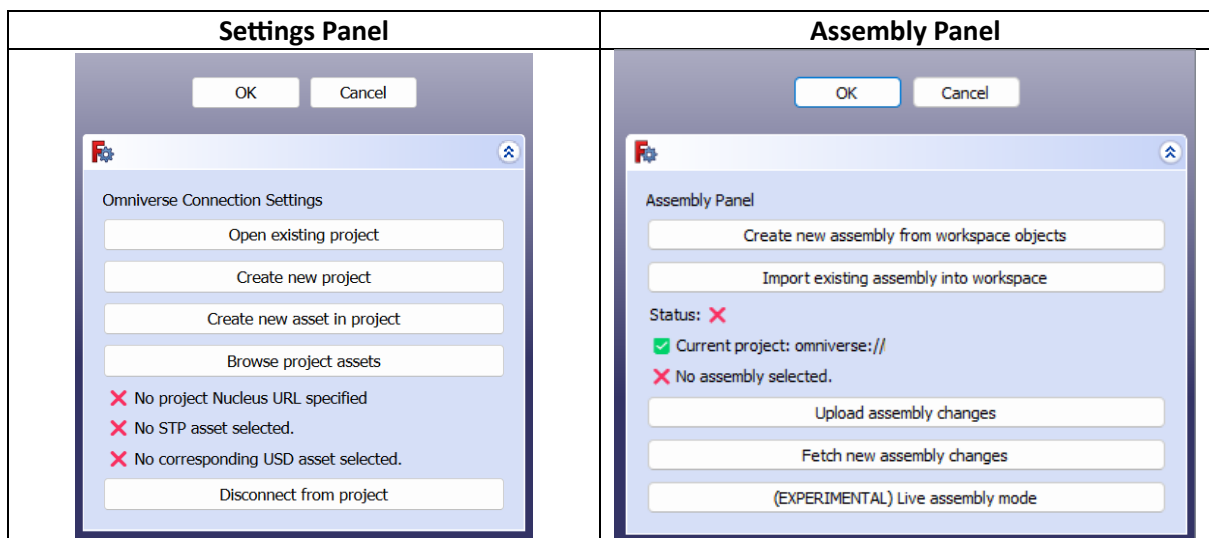 Settings Panel
Assembly Panel
OK
Cancel
Omniverse Connection Settings
Open existing project
Create new project
Create new asset in project
Browse project assets
No project Nucleus URL specified
No STP asset selected.
No corresponding USD asset selected.
Disconnect from project
OK
Cancel
Assembly Panel
Create new assembly from workspace objects
Import existing assembly into workspace
Status:
Current project: omniverse://
No assembly selected.
Upload assembly changes
Fetch new assembly changes
(EXPERIMENTAL) Live assembly mode